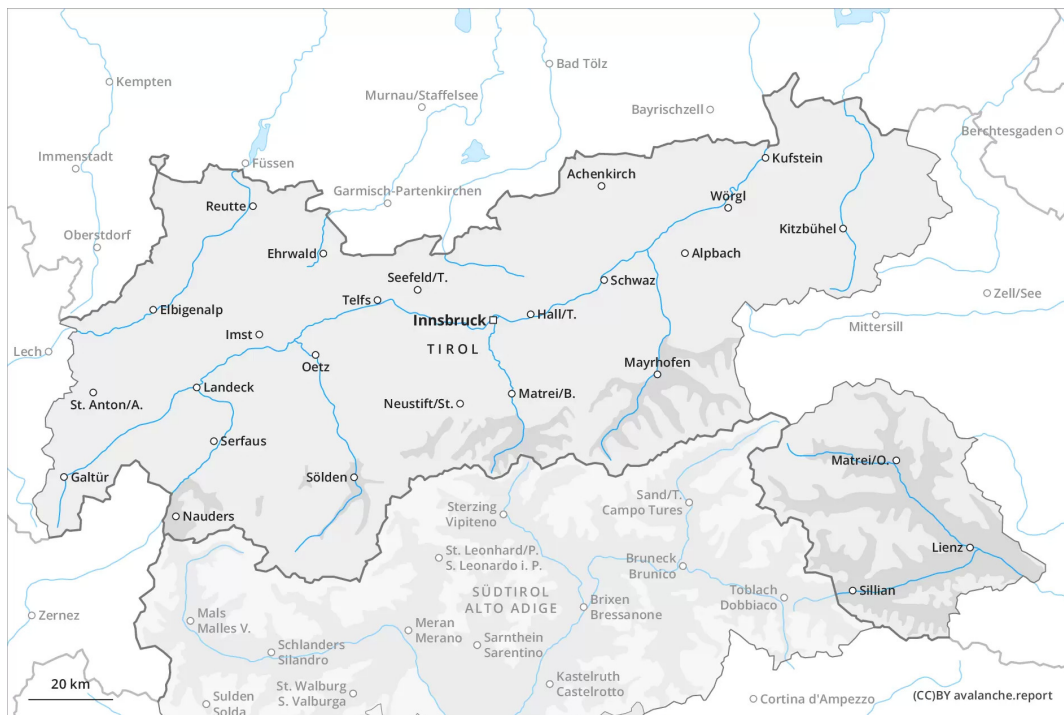 Kempten
Bad Tölz
Murnau/Staffelsee
Bayrischzell
Berchtesgaden
Immenstadt
Füssen
Kufstein
Achenkirch
Garmisch-Partenkirchen
Reutte
Wörgl
Oberstdorf
Kitzbühel
Ehrwald
Alpbach
Seefeld/T.
Schwaz
Zell/See
Telfs
Elbigenalp
Hall/T.
Innsbruck
Mittersill
Imst
TIROL
Lech
Oetz
Mayrhofen
Landeck
St. Anton/A.
Matrei/B.
Neustift/St.
Serfaus
Matrei/O.
Galtür
Sölden
Sand/T.
Campo Tures
Sterzing
Vipiteno
Nauders
Lienz
St. Leonhard/P.
S. Leonardo i. P.
Bruneck
Brunico
SÜDTIROL
ALTO ADIGE
Toblach
Dobbiaco
Sillian
Brixen
Bressanone
Zernez
Mals
Malles V.
Meran
Merano
Sarnthein
Sarentino
Schlanders
Silandro
Kastelruth
Castelrotto
20 km
St. Walburg
S. Valburga
Sulden
Solda
Cortina d'Ampezzo
(CC)BY avalanche.report